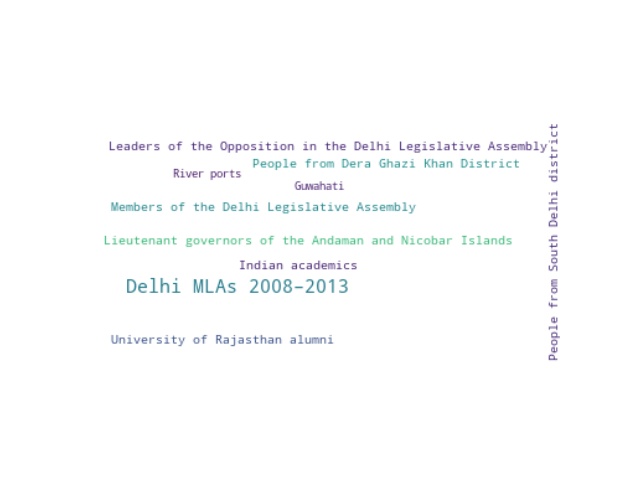 Leaders of the Opposition in the Delhi Legislative Assembly
People from Dera Ghazi Khan District
River ports
Guwahati
Members of the Delhi Legislative Assembly
Lieutenant governors of the Andaman and Nicobar Islands
Indian academics
Delhi MLAs 2008–2013
University of Rajasthan alumni
People from South Delhi district